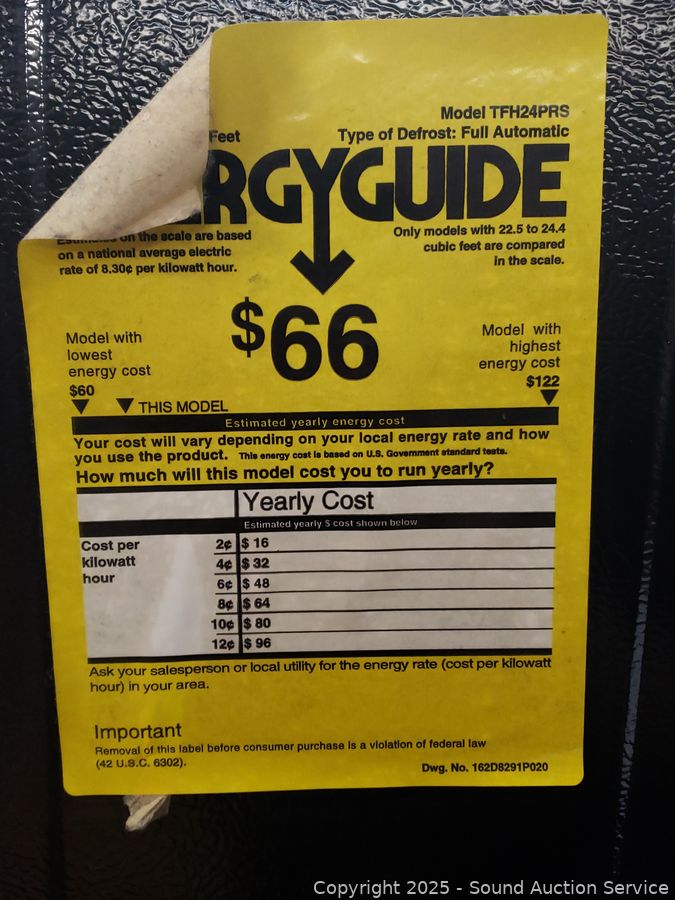 Model TFH24PRS
Feet
Type of Defrost: Full Automatic
RGYGUIDE
Estimates on the scale are based
on a national average electric
rate of 8.30¢ per kilowatt hour.
Only models with 22.5 to 24.4
cubic feet are compared
in the scale.
$66
Model with
lowest
energy cost
$60
Model with
highest
energy cost
$122
THIS MODEL
Estimated yearly energy cost
Your cost will vary depending on your local energy rate and how
you use the product. This energy cost is based on U.S. Government standard tests.
How much will this model cost you to run yearly?
Yearly Cost
Estimated yearly $ cost shown below
Cost per
kilowatt
hour
2¢ $ 16
4¢ $ 32
6¢ $ 48
8¢ $ 64
10¢ $ 80
12¢ $ 96
Ask your salesperson or local utility for the energy rate (cost per kilowatt
hour) in your area.
Important
Removal of this label before consumer purchase is a violation of federal law
(42 U.S.C. 6302).
Dwg. No. 162D8291P020
Copyright 2025 - Sound Auction Service